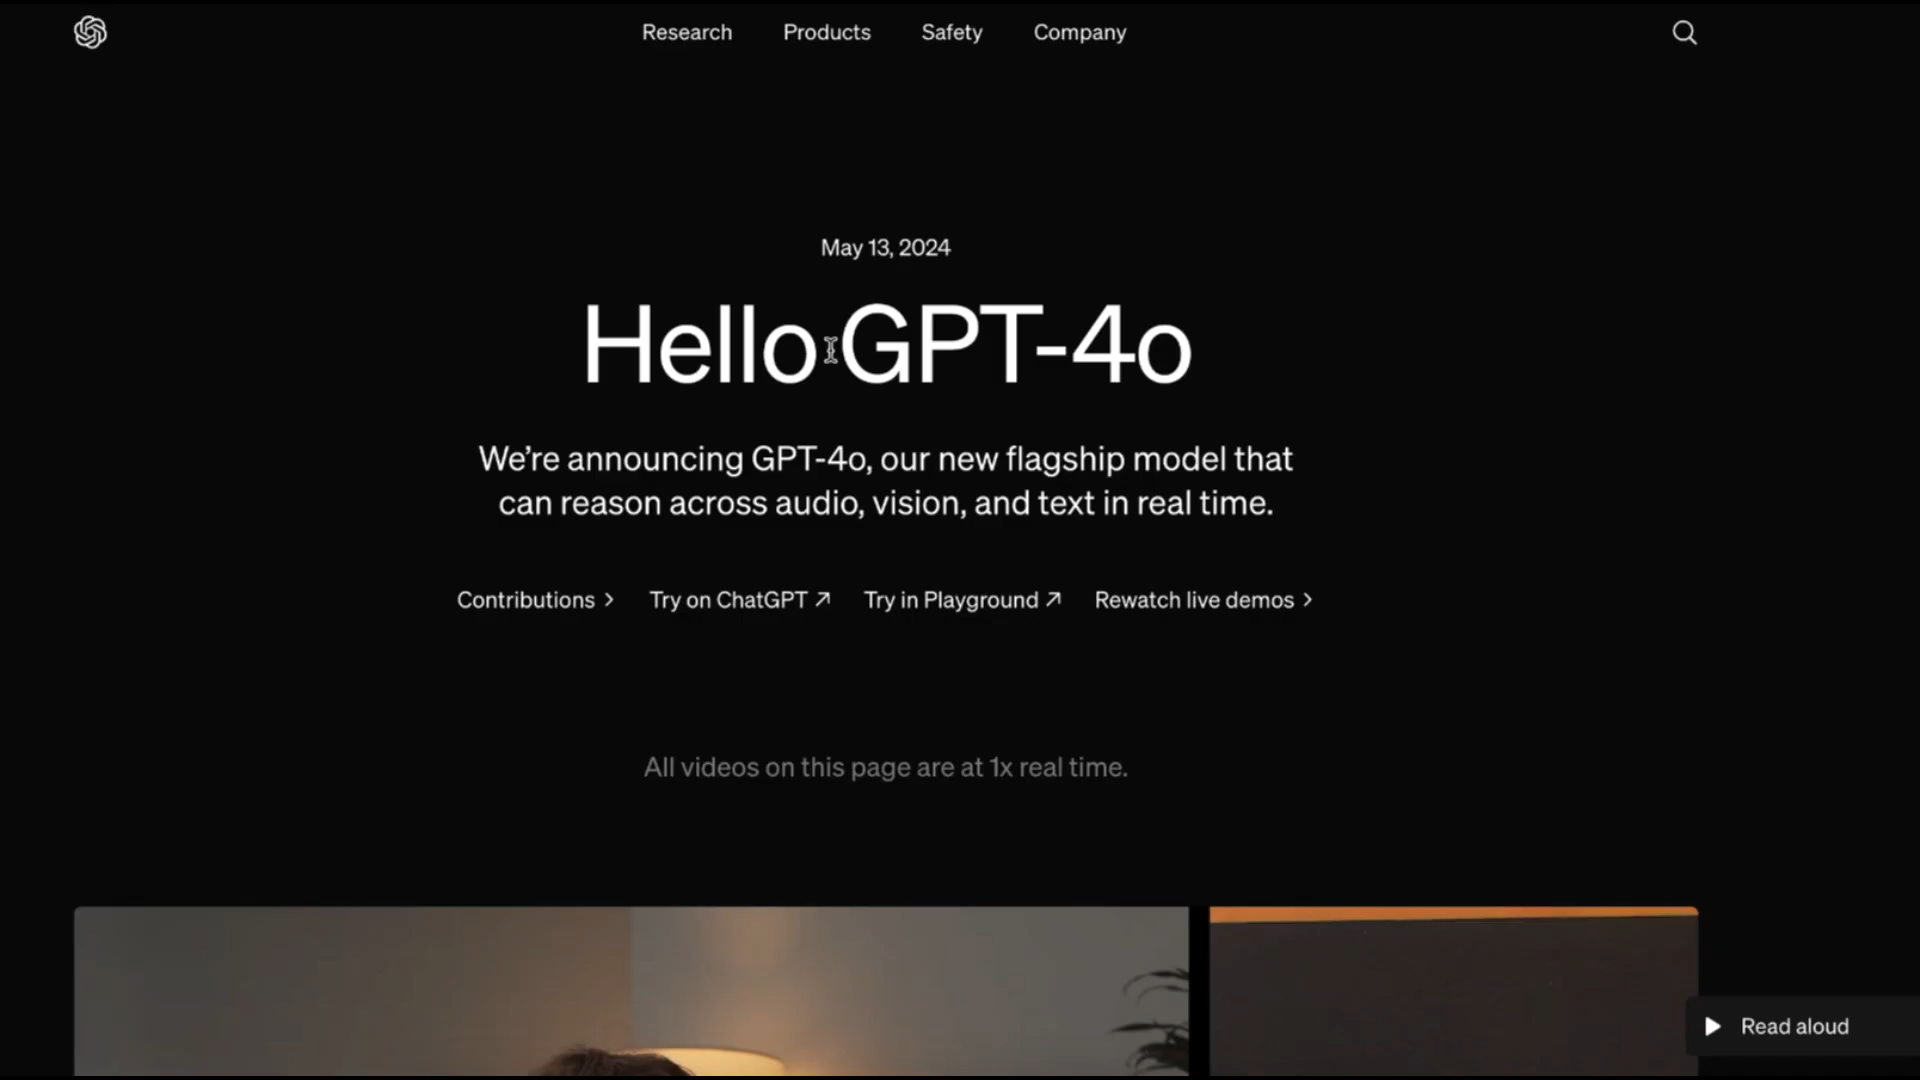 Research Products Safety Company
May 13, 2024
Hello GPT-4o
We’re announcing GPT-4o, our new flagship model that
can reason across audio, vision, and text in real time.
Contributions Try on ChatGPT Try in Playground Rewatch live demos
All videos on this page are at 1x real time.
Read aloud